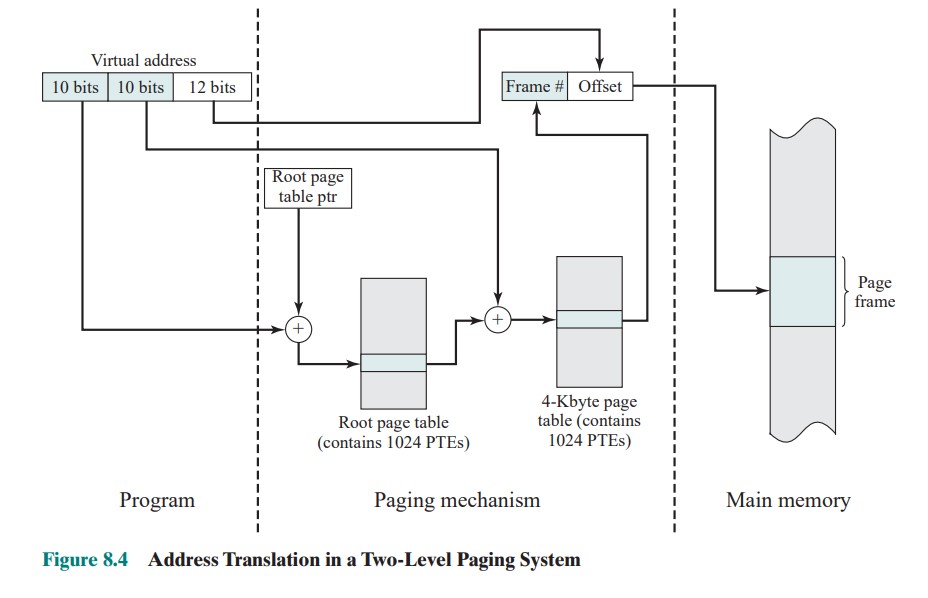 Virtual address
10 bits 10 bits 12 bits
Frame # Offset
Root page
table ptr
+
+
Page
frame
Root page table
(contains 1024 PTEs)
4-Kbyte page
table (contains
1024 PTEs)
Program
Paging mechanism
Main memory
Figure 8.4 Address Translation in a Two-Level Paging System